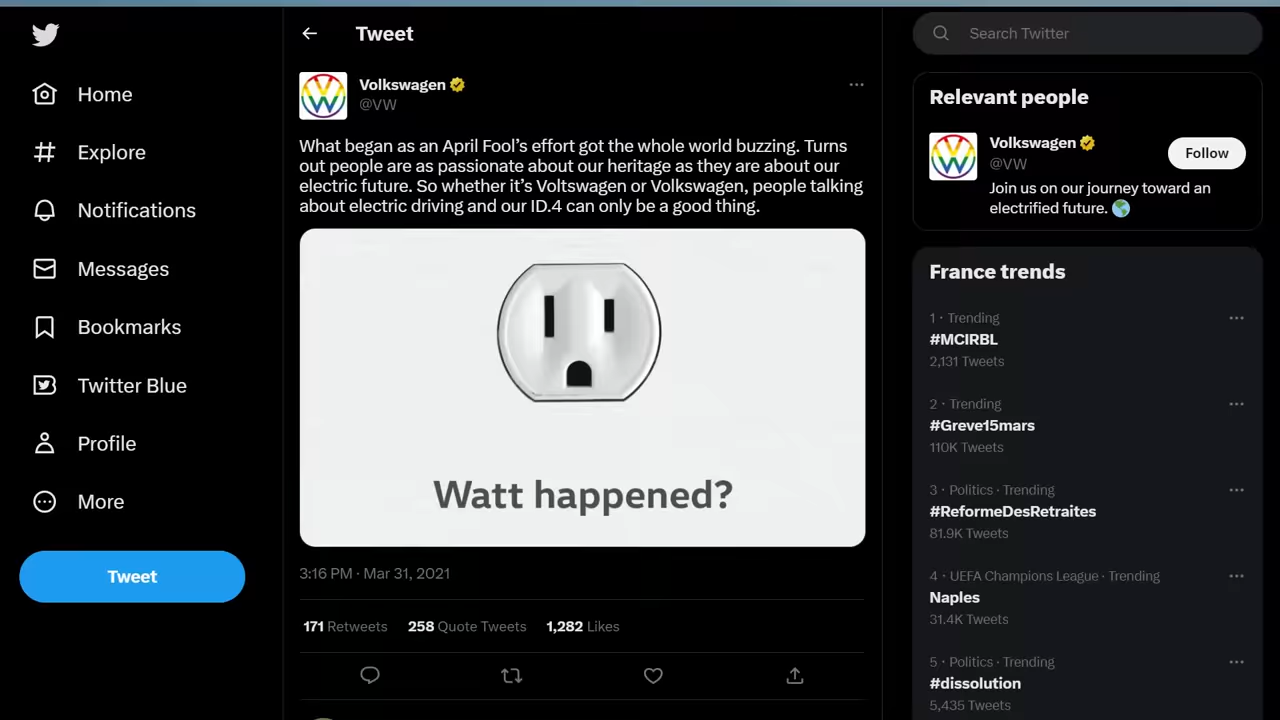 Home
Explore
Notifications
Messages
Bookmarks
Twitter Blue
Profile
More
Tweet
Tweet
Volkswagen
@VW
What began as an April Fool’s effort got the whole world buzzing. Turns
out people are as passionate about our heritage as they are about our
electric future. So whether it’s Voltswagen or Volkswagen, people talking
about electric driving and our ID.4 can only be a good thing.
Watt happened?
3:16 PM · Mar 31, 2021
171 Retweets 258 Quote Tweets 1,282 Likes
Search Twitter
Relevant people
Volkswagen
@VW
Follow
Join us on our journey toward an
electrified future. 🌎
France trends
1 · Trending
#MCIRBL
2,131 Tweets
2 · Trending
#Greve15mars
110K Tweets
3 · Politics · Trending
#ReformeDesRetraites
81.9K Tweets
4 · UEFA Champions League · Trending
Naples
31.4K Tweets
5 · Politics · Trending
#dissolution
5,435 Tweets